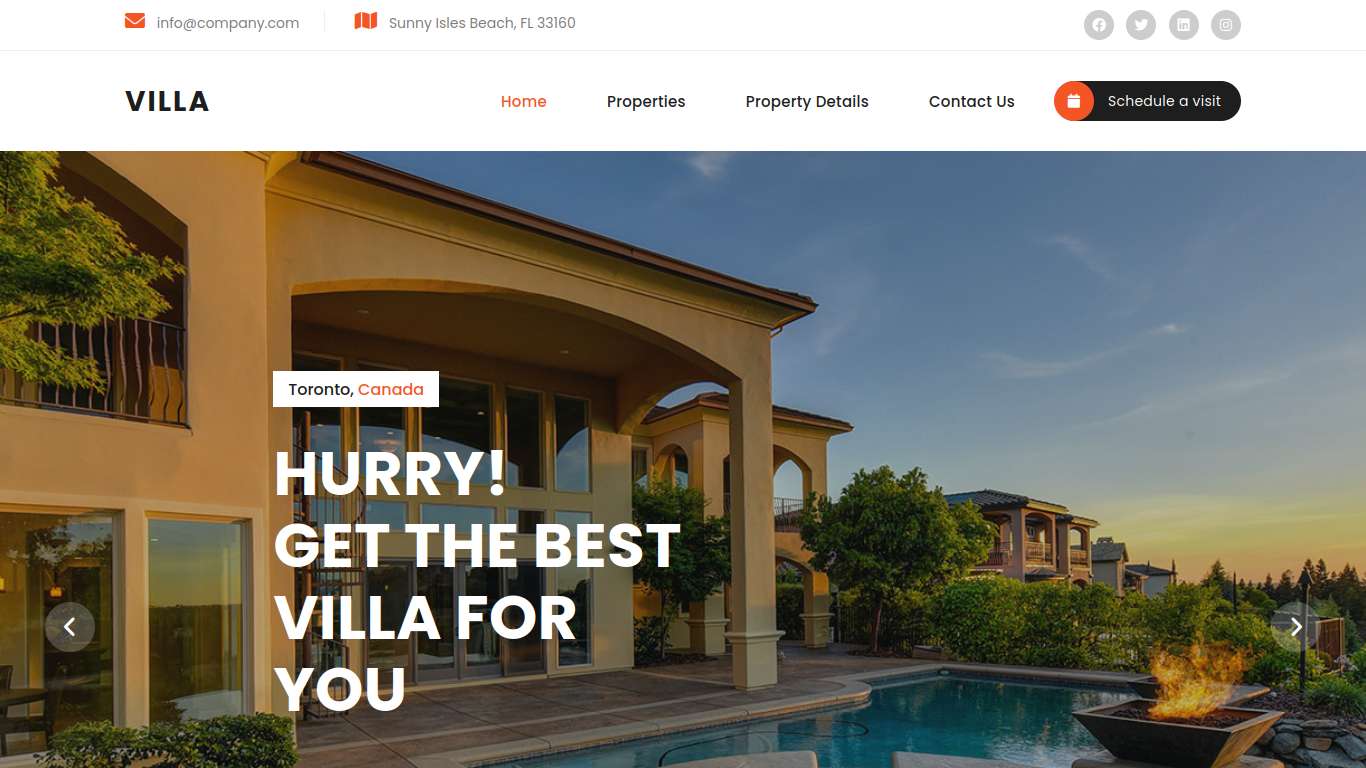 info@company.com
Sunny Isles Beach, FL 33160
VILLA
Home
Properties
Property Details
Contact Us
Schedule a visit
Toronto, Canada
HURRY!
GET THE BEST
VILLA FOR
YOU